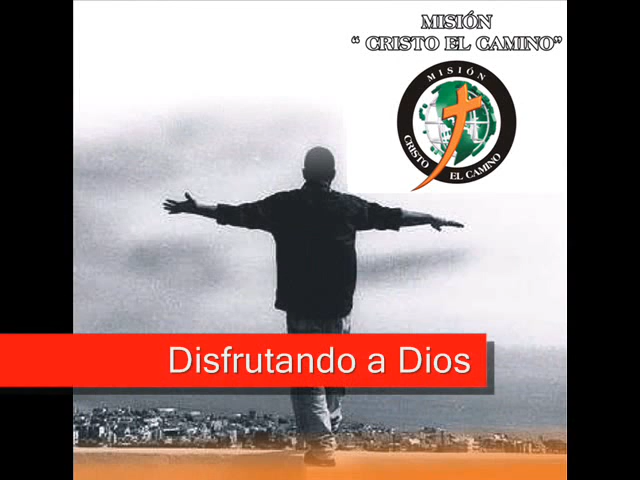 MISIÓN
“ CRISTO EL CAMINO”
MISIÓN
CRISTO EL CAMINO
Disfrutando a Dios